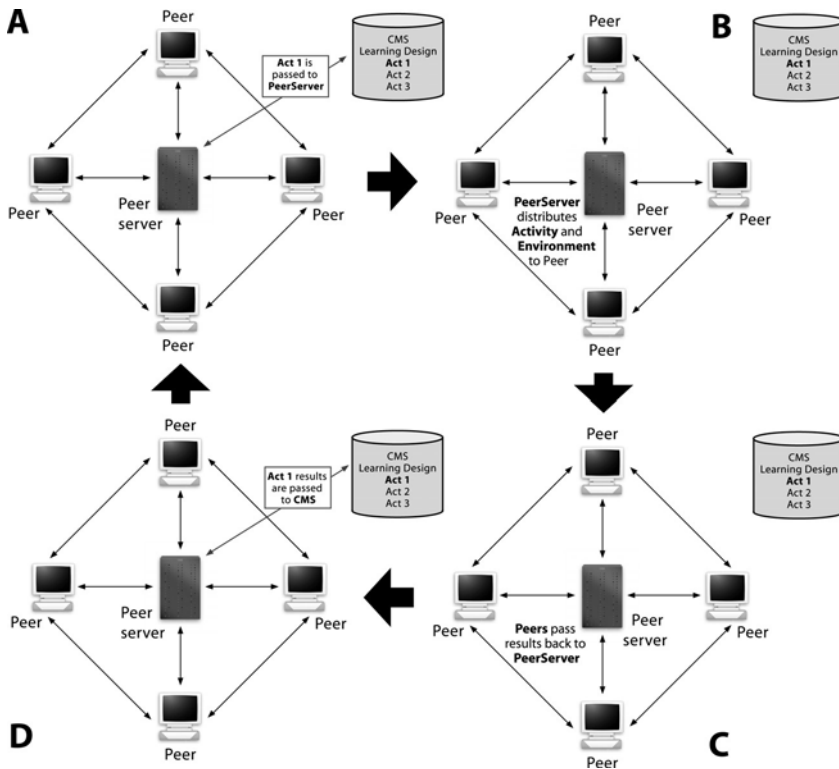 A
Peer
Act 1 is
passed to
PeerServer
CMS
Learning Design
Act 1
Act 2
Act 3
Peer
Peer
server
Peer
Peer
B
Peer
CMS
Learning Design
Act 1
Act 2
Act 3
Peer
PeerServer
distributes
Activity and
Environment
to Peer
Peer
server
Peer
Peer
Peer
CMS
Learning Design
Act 1
Act 2
Act 3
Peer
Peers pass
results back to
PeerServer
Peer
server
Peer
Peer
C
Peer
Act 1 results
are passed
to CMS
CMS
Learning Design
Act 1
Act 2
Act 3
Peer
Peer
server
Peer
Peer
D